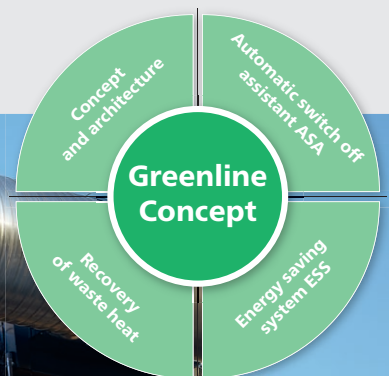 Concept
and architecture
Automatic switch off
assistant ASA
Greenline
Concept
Recovery
of waste heat
Energy saving
system ESS